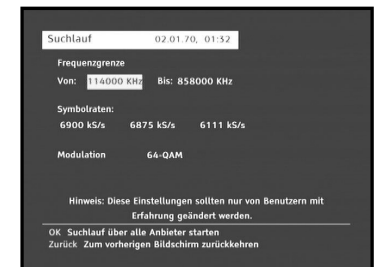 Suchlauf 02.01.70, 01:32
Frequenzgrenze
Von: 114000 KHz Bis: 858000 KHz
Symbolraten:
6900 kS/s 6875 kS/s 6111 kS/s
Modulation 64-QAM
Hinweis: Diese Einstellungen sollten nur von Benutzern mit
Erfahrung geändert werden.
OK Suchlauf über alle Anbieter starten
Zurück Zum vorherigen Bildschirm zurückkehren